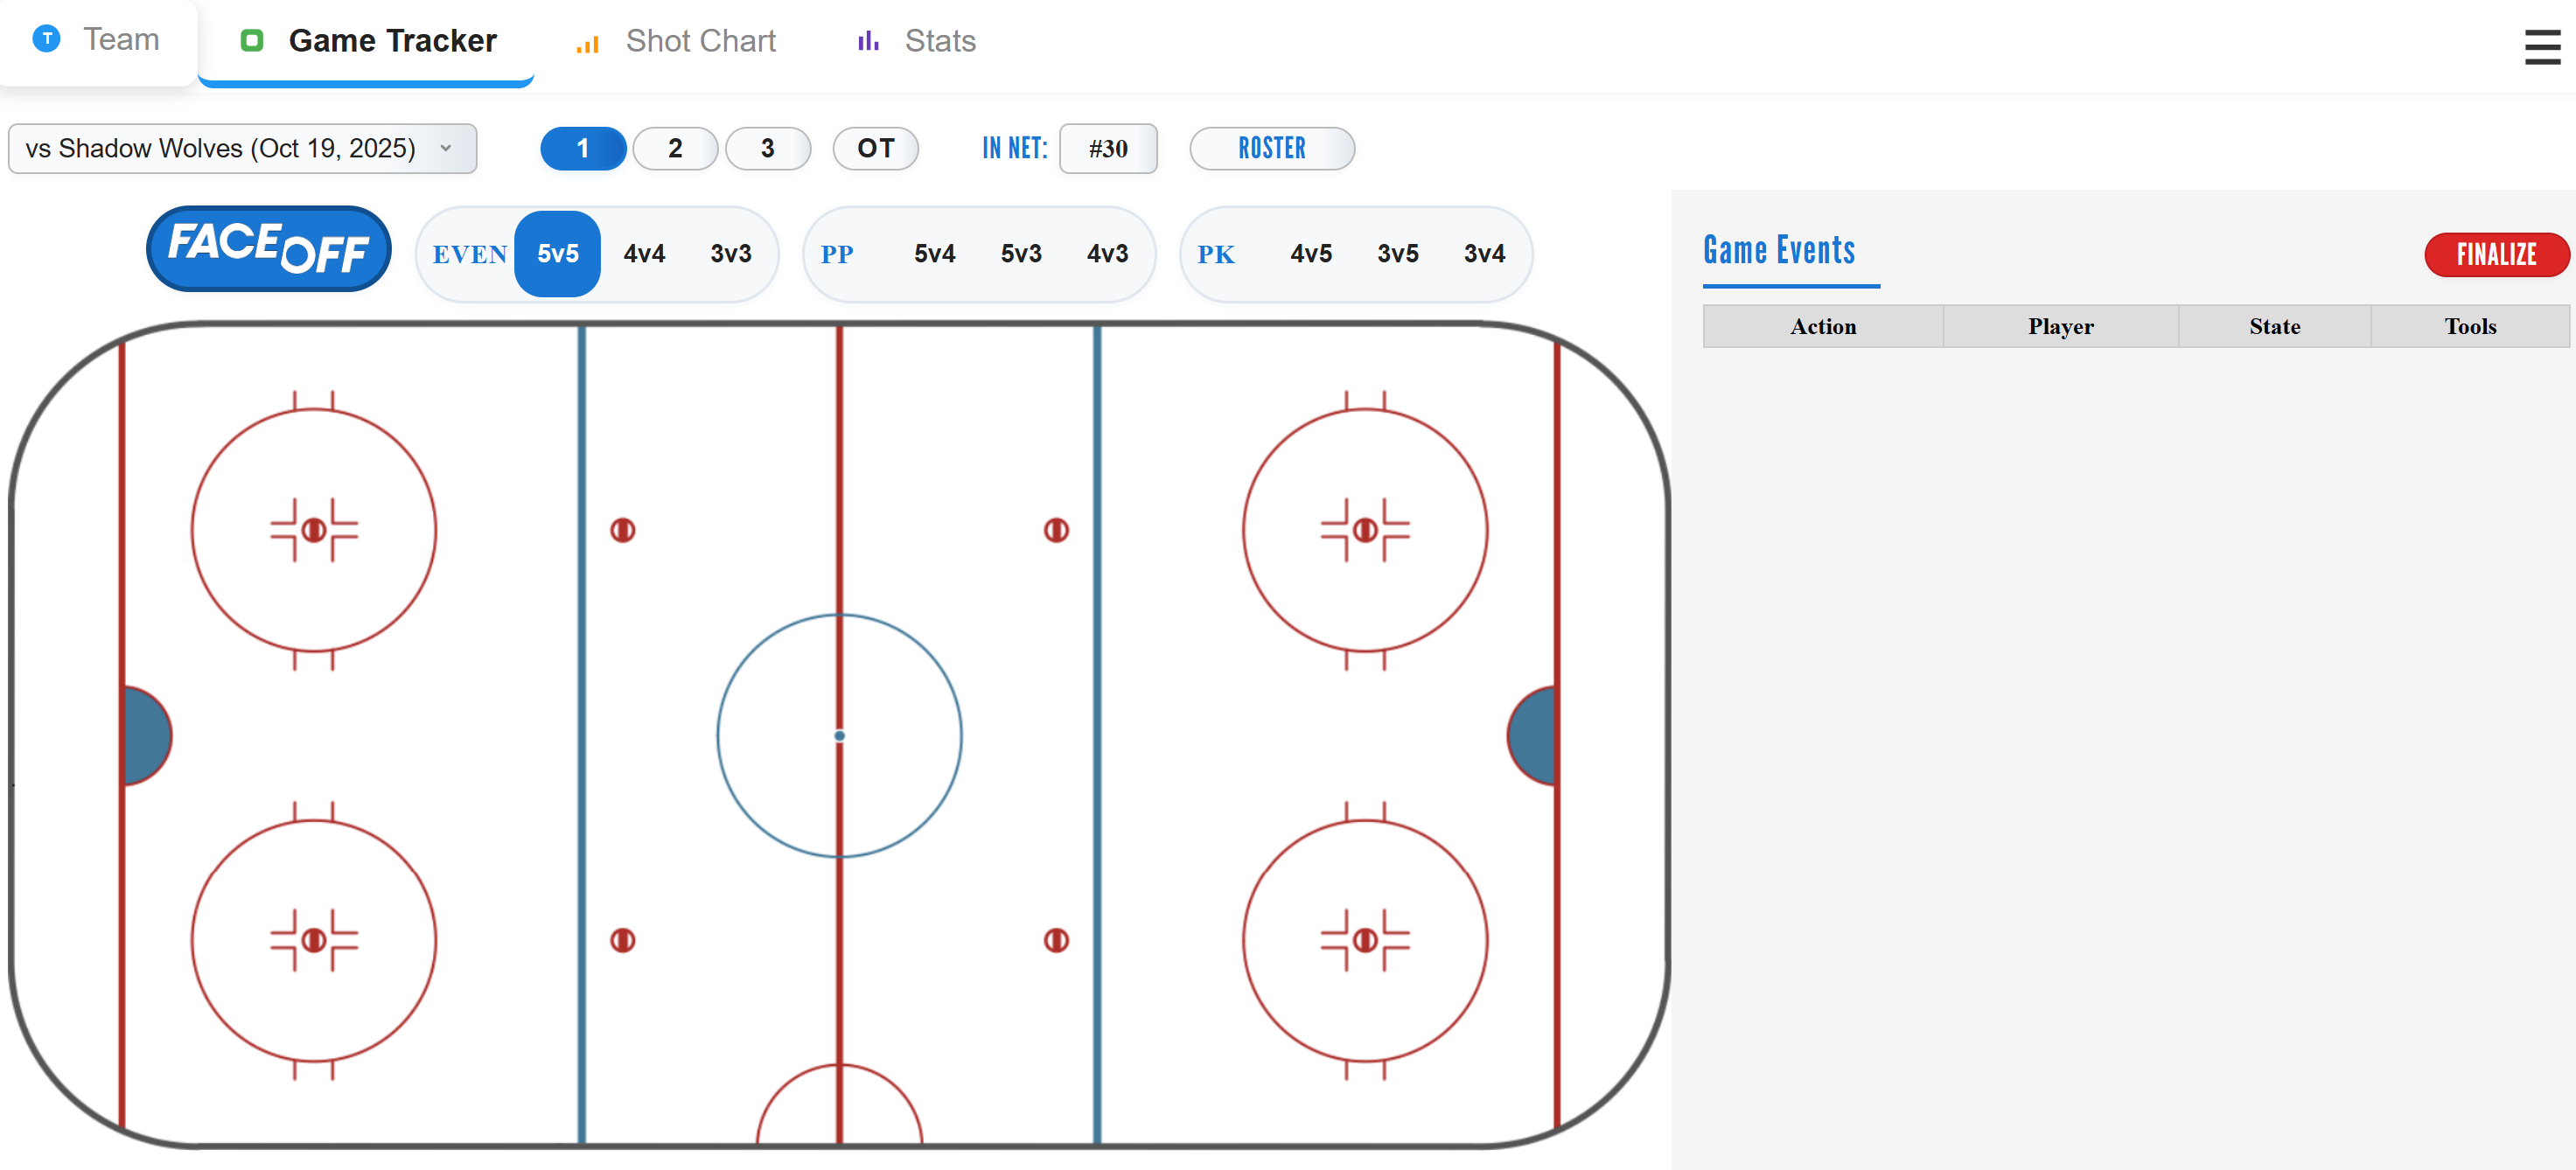 T Team Game Tracker Shot Chart Stats
vs Shadow Wolves (Oct 19, 2025) 1 2 3 OT IN NET: #30 ROSTER
FACEOFF EVEN 5v5 4v4 3v3 PP 5v4 5v3 4v3 PK 4v5 3v5 3v4
Game Events FINALIZE
Action Player State Tools